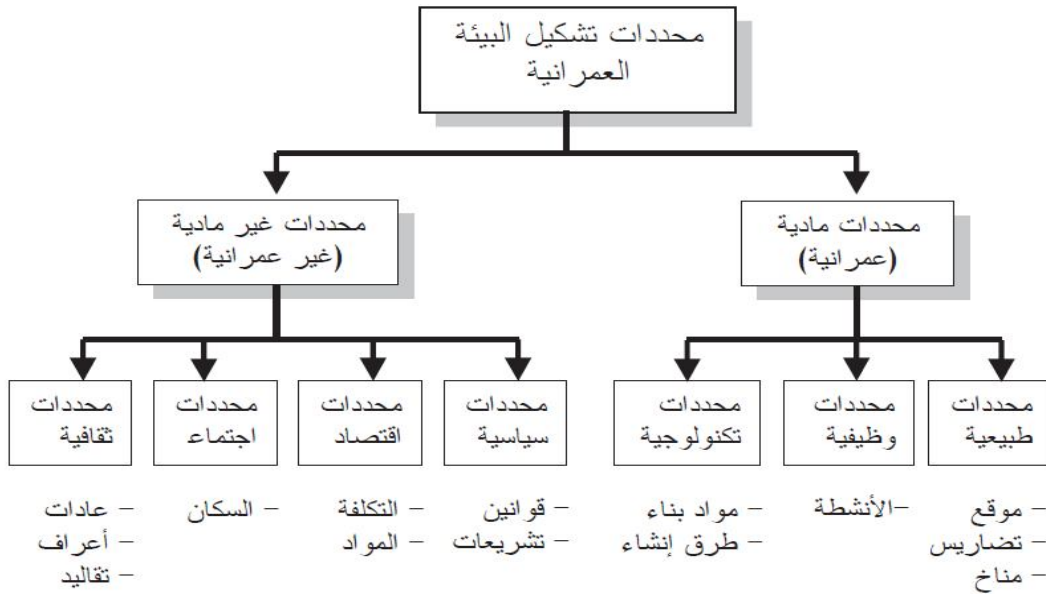 محددات تشكيل البيئة
العمرانية
محددات مادية
(عمرانية)
محددات غير مادية
(غير عمرانية)
محددات
طبيعية
محددات
وظيفية
محددات
تكنولوجية
محددات
سياسية
محددات
اقتصاد
محددات
اجتماع
محددات
ثقافية
– موقع
– تضاريس
– مناخ
–الأنشطة
– مواد بناء
– طرق إنشاء
– قوانين
– تشريعات
– التكلفة
– المواد
– السكان
– عادات
– أعراف
– تقاليد